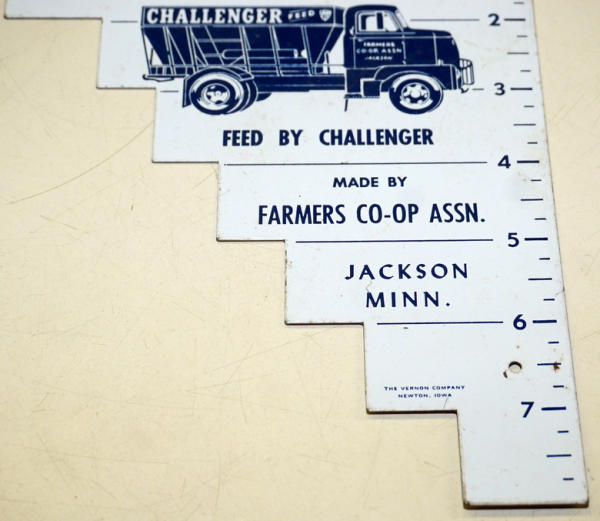 CHALLENGER FEED
FARMERS
CO-OP ASSN
JACKSON
2
3
FEED BY CHALLENGER
4
MADE BY
FARMERS CO-OP ASSN.
5
JACKSON
MINN.
6
THE VERNON COMPANY
NEWTON, IOWA
7